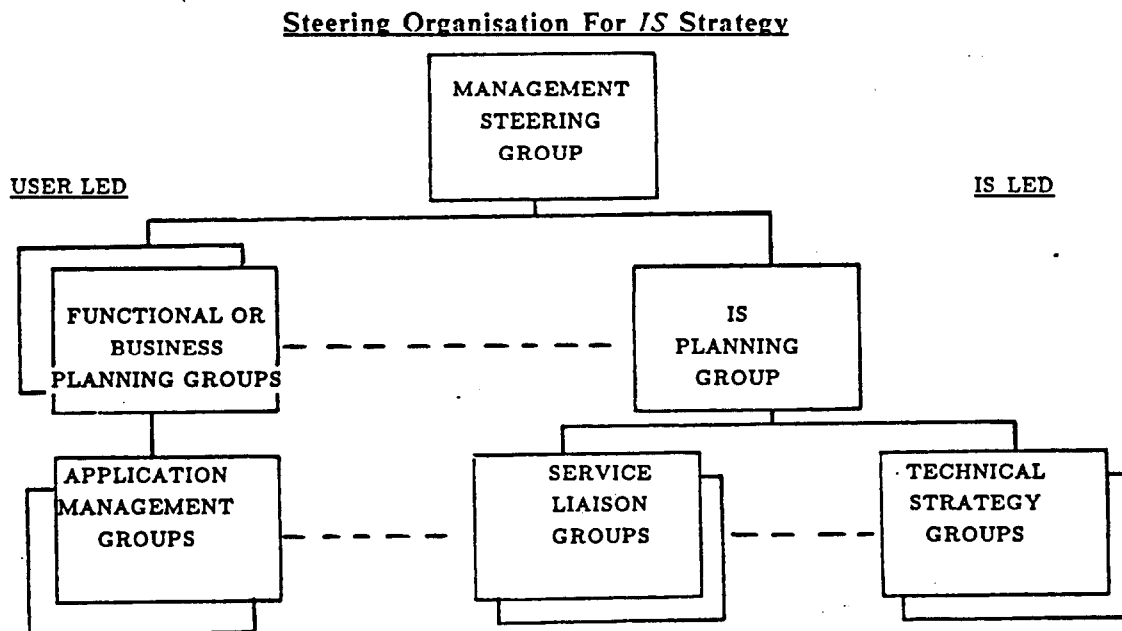 Steering Organisation For IS Strategy
MANAGEMENT
STEERING
GROUP
USER LED
IS LED
FUNCTIONAL OR
BUSINESS
PLANNING GROUPS
IS
PLANNING
GROUP
APPLICATION
MANAGEMENT
GROUPS
SERVICE
LIAISON
GROUPS
TECHNICAL
STRATEGY
GROUPS